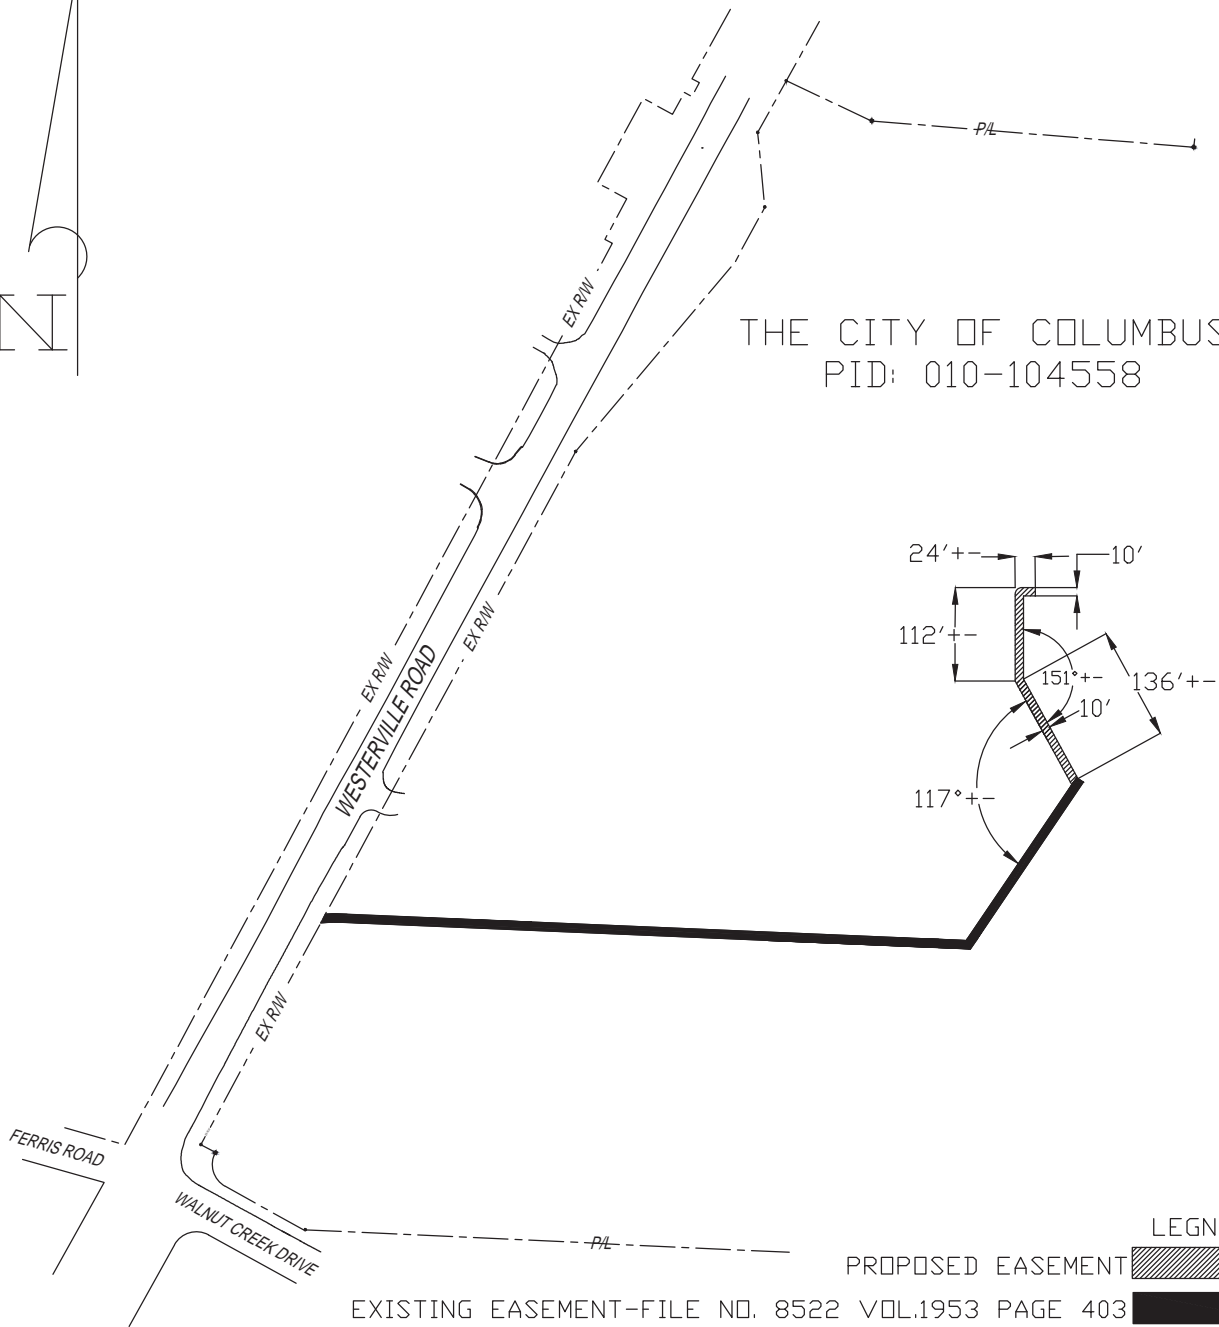 N
P/L
EX R/W
THE CITY OF COLUMBUS
PID: 010-104558
24'+-
10'
112'+-
151°+-
136'+-
10'
117°+-
EX R/W
EX R/W
WESTERVILLE ROAD
EX R/W
FERRIS ROAD
WALNUT CREEK DRIVE
P/L
LEGN
PROPOSED EASEMENT
EXISTING EASEMENT-FILE NO. 8522 VOL.1953 PAGE 403